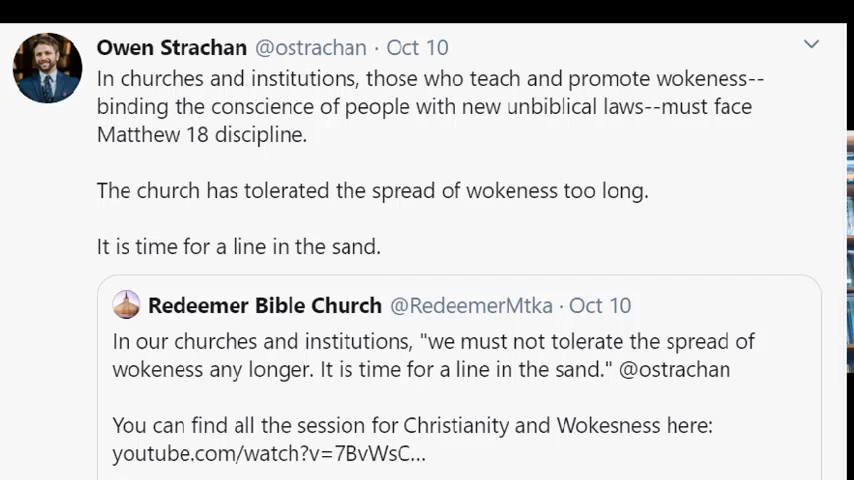 Owen Strachan @ostrachan · Oct 10
In churches and institutions, those who teach and promote wokeness--
binding the conscience of people with new unbiblical laws--must face
Matthew 18 discipline.
The church has tolerated the spread of wokeness too long.
It is time for a line in the sand.
Redeemer Bible Church @RedeemerMtka · Oct 10
In our churches and institutions, "we must not tolerate the spread of
wokeness any longer. It is time for a line in the sand." @ostrachan
You can find all the session for Christianity and Wokesness here:
youtube.com/watch?v=7BvWsC...